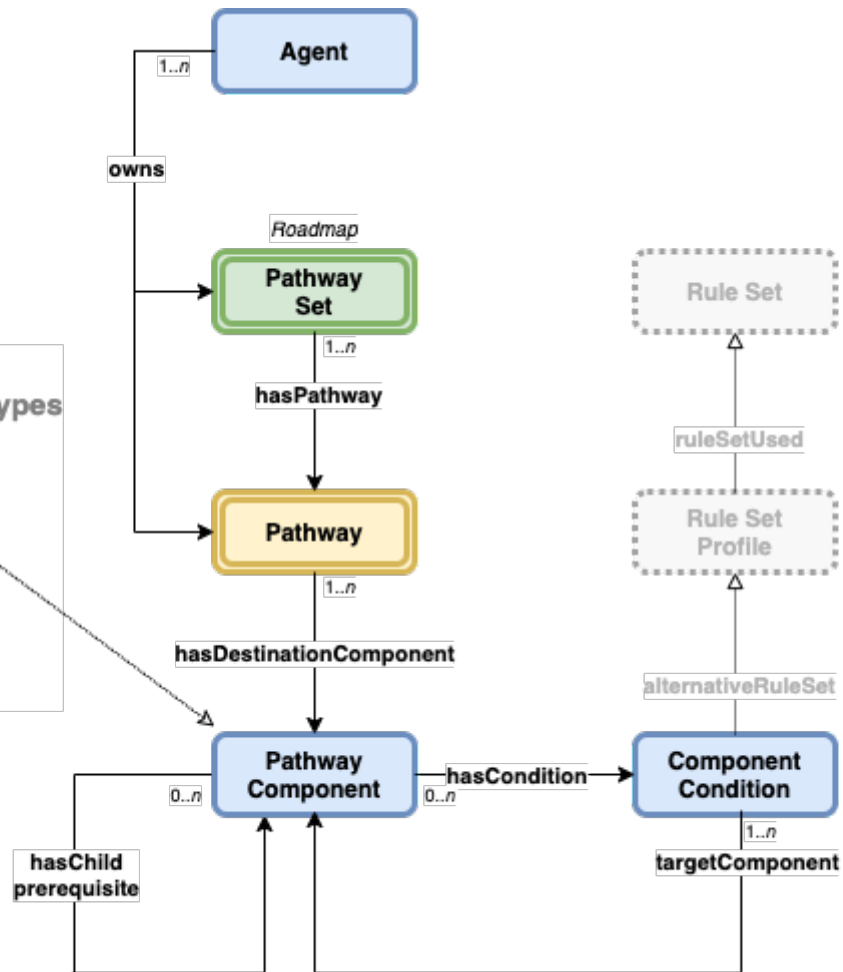 Agent
1..n
owns
Roadmap
Pathway
Set
Rule Set
1..n
hasPathway
ypes
ruleSetUsed
Pathway
Rule Set
Profile
1..n
hasDestinationComponent
alternativeRuleSet
Pathway
Component
hasCondition
Component
Condition
0..n
0..n
1..n
hasChild
prerequisite
targetComponent